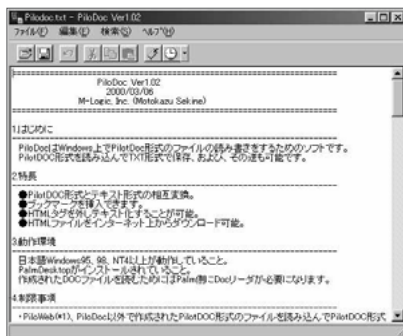 Pilodoc.txt - PiloDoc Ver1.02
ファイル(F) 編集(E) 検索(S) ヘルプ(H)
PiloDoc Ver1.02
2000/03/06
M-Logic, Inc. (Motokazu Sekine)
1.はじめに
PiloDocはWindows上でPilotDoc形式のファイルの読み書きをするためのソフトです。
PilotDOC形式を読み込んでTXT形式で保存、および、その逆も可能です。
2.特長
●PilotDOC形式とテキスト形式の相互変換。
●ブックマークを挿入できます。
●HTMLタグを外しテキスト化することが可能。
●HTMLファイルをインターネット上からダウンロード可能。
3.動作環境
日本語Windows95, 98, NT4以上が動作していること。
PalmDesktopがインストールされていること。
作成されたDOCファイルを読むためにはPalm側にDocリーダが必要になります。
4.制限事項
・PiloWeb(*1), PiloDoc以外で作成されたPilotDOC形式のファイルを読み込んでPilotDOC形式